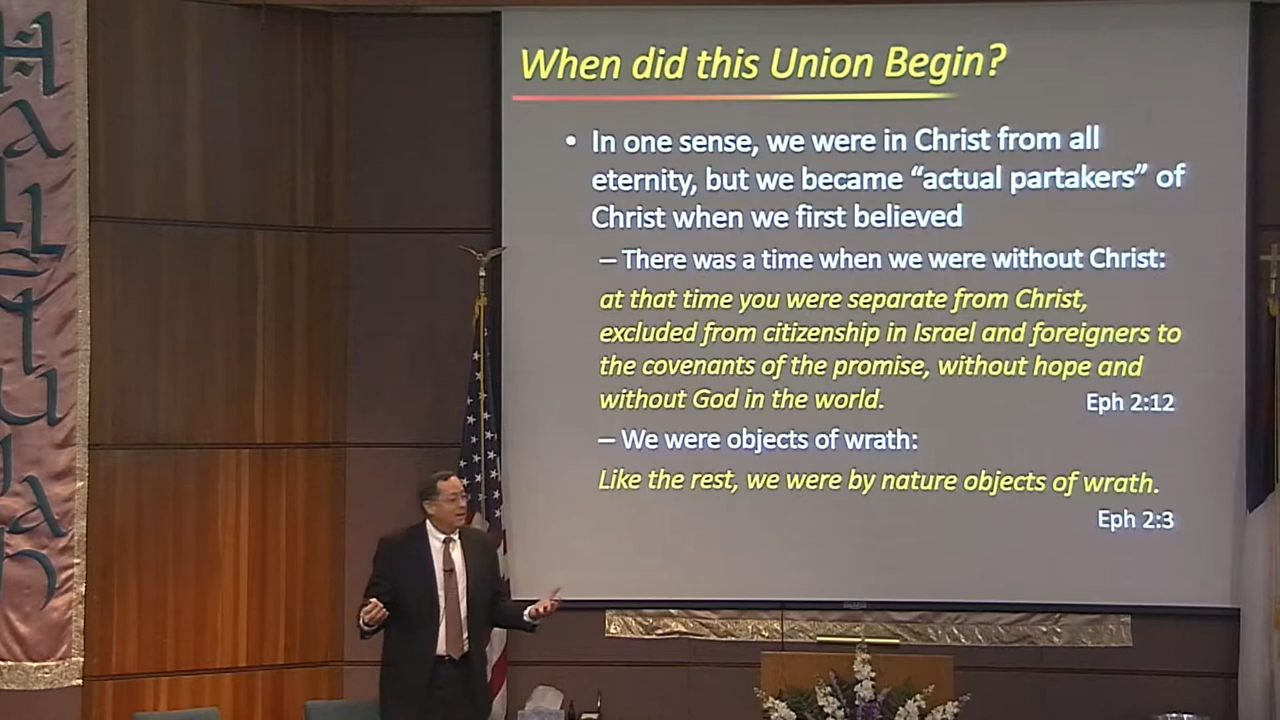 Halleluyah
When did this Union Begin?
• In one sense, we were in Christ from all
eternity, but we became “actual partakers” of
Christ when we first believed
– There was a time when we were without Christ:
at that time you were separate from Christ,
excluded from citizenship in Israel and foreigners to
the covenants of the promise, without hope and
without God in the world. Eph 2:12
– We were objects of wrath:
Like the rest, we were by nature objects of wrath.
Eph 2:3